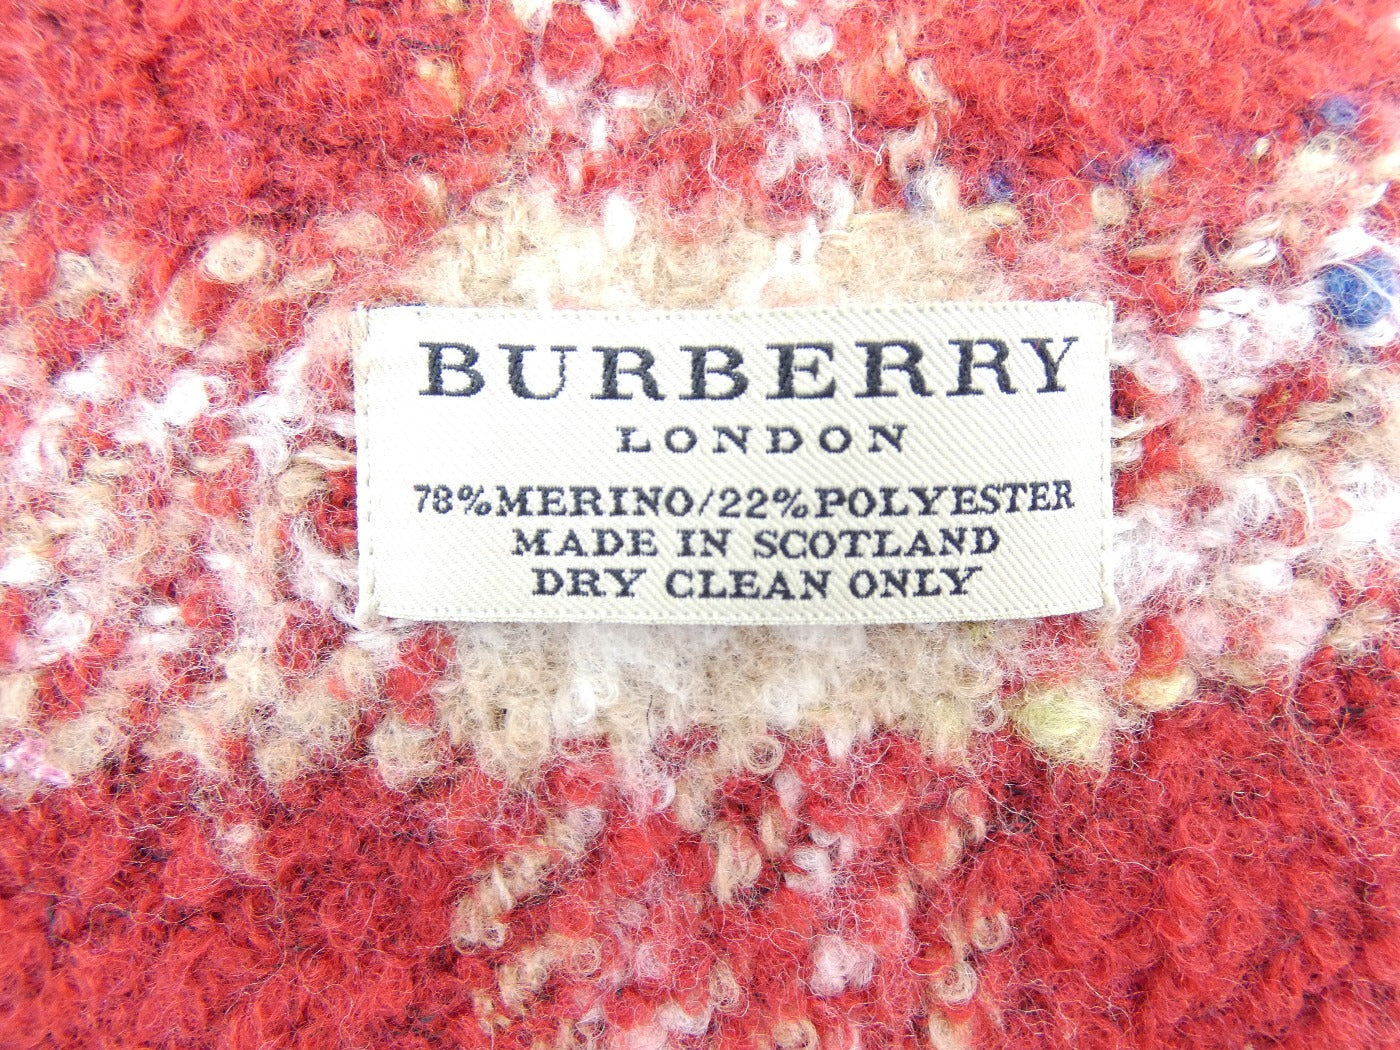 BURBERRY
LONDON
78%MERINO/22%POLYESTER
MADE IN SCOTLAND
DRY CLEAN ONLY